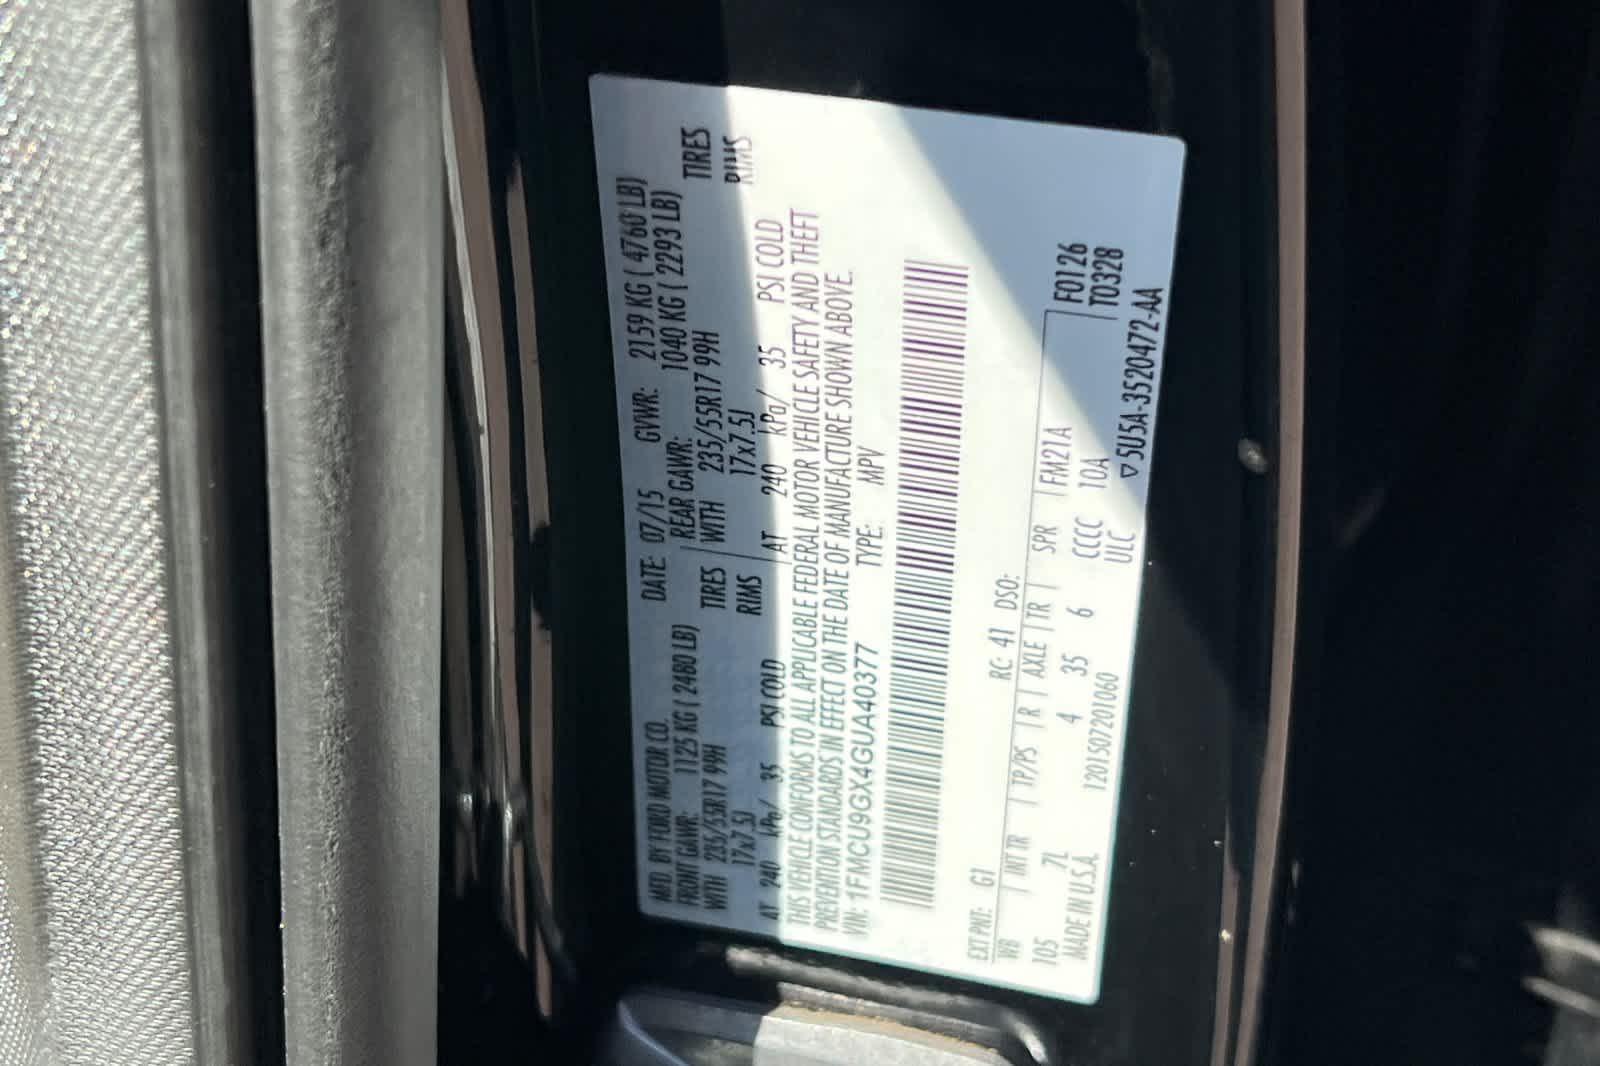 MFD. BY FORD MOTOR CO. DATE: 07/15 GVWR: 2159 KG ( 4760 LB)
FRONT GAWR: 1125 KG ( 2480 LB) REAR GAWR: 1040 KG ( 2293 LB)
WITH 235/55R17 99H TIRES WITH 235/55R17 99H TIRES
17x7.5J RIMS 17x7.5J RIMS
AT 240 kPa/ 35 PSI COLD AT 240 kPa/ 35 PSI COLD
THIS VEHICLE CONFORMS TO ALL APPLICABLE FEDERAL MOTOR VEHICLE SAFETY AND THEFT
PREVENTION STANDARDS IN EFFECT ON THE DATE OF MANUFACTURE SHOWN ABOVE.
VIN: 1FMCU9GX4GUA40377 TYPE: MPV
EXT PNT: G1 RC: 41 DSO: F0126
WB | INT TR | TP/PS | R | AXLE | TR | SPR | FM21A T0328
105 7L 4 35 6 CCCC 10A
MADE IN U.S.A. 1201507201060 ULC
▽5U5A-3520472-AA